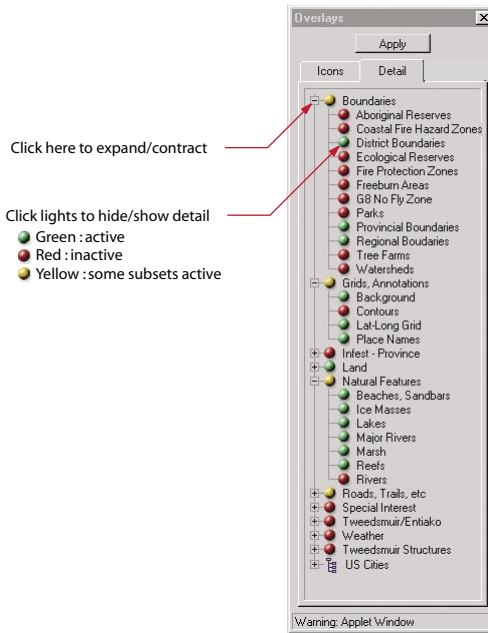 Overlays
Apply
Icons Detail
Boundaries
Aboriginal Reserves
Coastal Fire Hazard Zones
District Boundaries
Ecological Reserves
Fire Protection Zones
Freeburn Areas
G8 No Fly Zone
Parks
Provincial Boundaries
Regional Boudaries
Tree Farms
Watersheds
Grids, Annotations
Background
Contours
Lat-Long Grid
Place Names
Infest - Province
Land
Natural Features
Beaches, Sandbars
Ice Masses
Lakes
Major Rivers
Marsh
Reefs
Rivers
Roads, Trails, etc
Special Interest
Tweedsmuir/Entiako
Weather
Tweedsmuir Structures
US Cities
Warning: Applet Window
Click here to expand/contract
Click lights to hide/show detail
Green : active
Red : inactive
Yellow : some subsets active